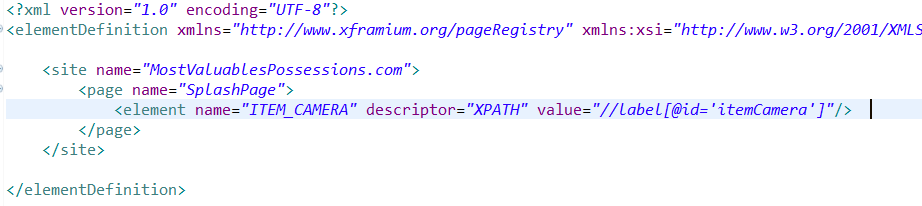 <?xml version="1.0" encoding="UTF-8"?>
<elementDefinition xmlns="http://www.xframium.org/pageRegistry" xmlns:xsi="http://www.w3.org/2001/XMLS
<site name="MostValuablesPossessions.com">
<page name="SplashPage">
<element name="ITEM_CAMERA" descriptor="XPATH" value="//label[@id='itemCamera']"/>
</page>
</site>
</elementDefinition>